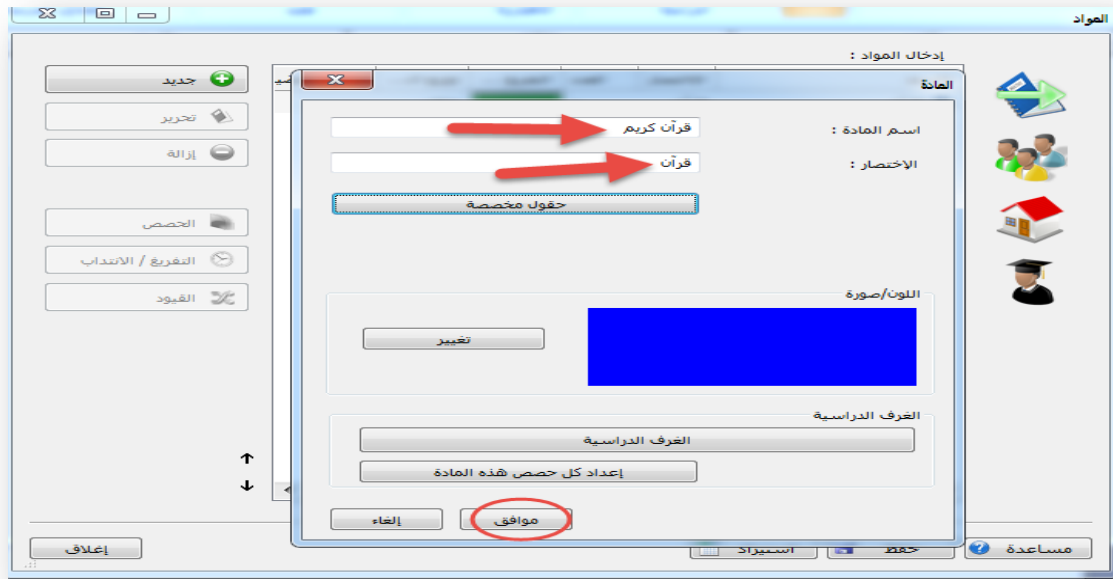 المواد
إدخال المواد :
جديد
تحرير
إزالة
الحصص
التفريغ / الانتداب
القيود
المادة
اسم المادة :
قرآن كريم
الإختصار :
قرآن
حقول مخصصة
اللون/صورة
تغيير
الغرف الدراسية
الغرف الدراسية
إعداد كل حصص هذه المادة
موافق
إلغاء
مساعدة
حفظ
استيراد
إغلاق